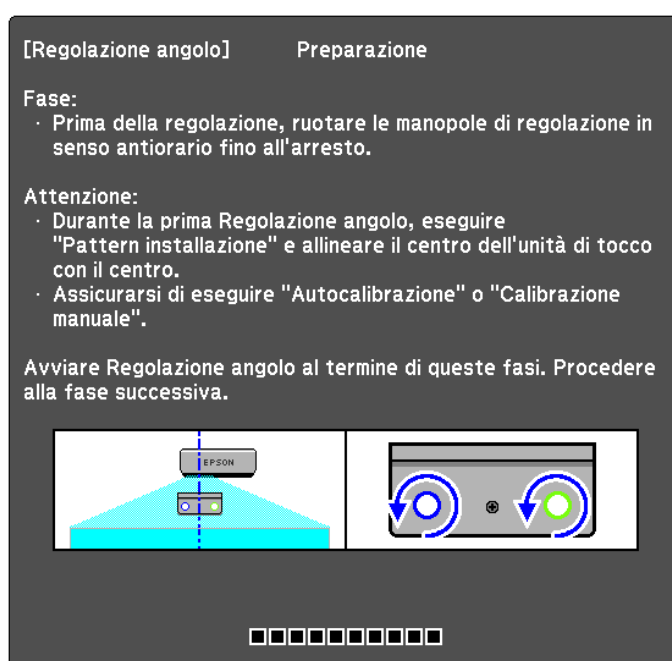 [Regolazione angolo] Preparazione
Fase:
· Prima della regolazione, ruotare le manopole di regolazione in
senso antiorario fino all'arresto.
Attenzione:
· Durante la prima Regolazione angolo, eseguire
"Pattern installazione" e allineare il centro dell'unità di tocco
con il centro.
· Assicurarsi di eseguire "Autocalibrazione" o "Calibrazione
manuale".
Avviare Regolazione angolo al termine di queste fasi. Procedere
alla fase successiva.
EPSON